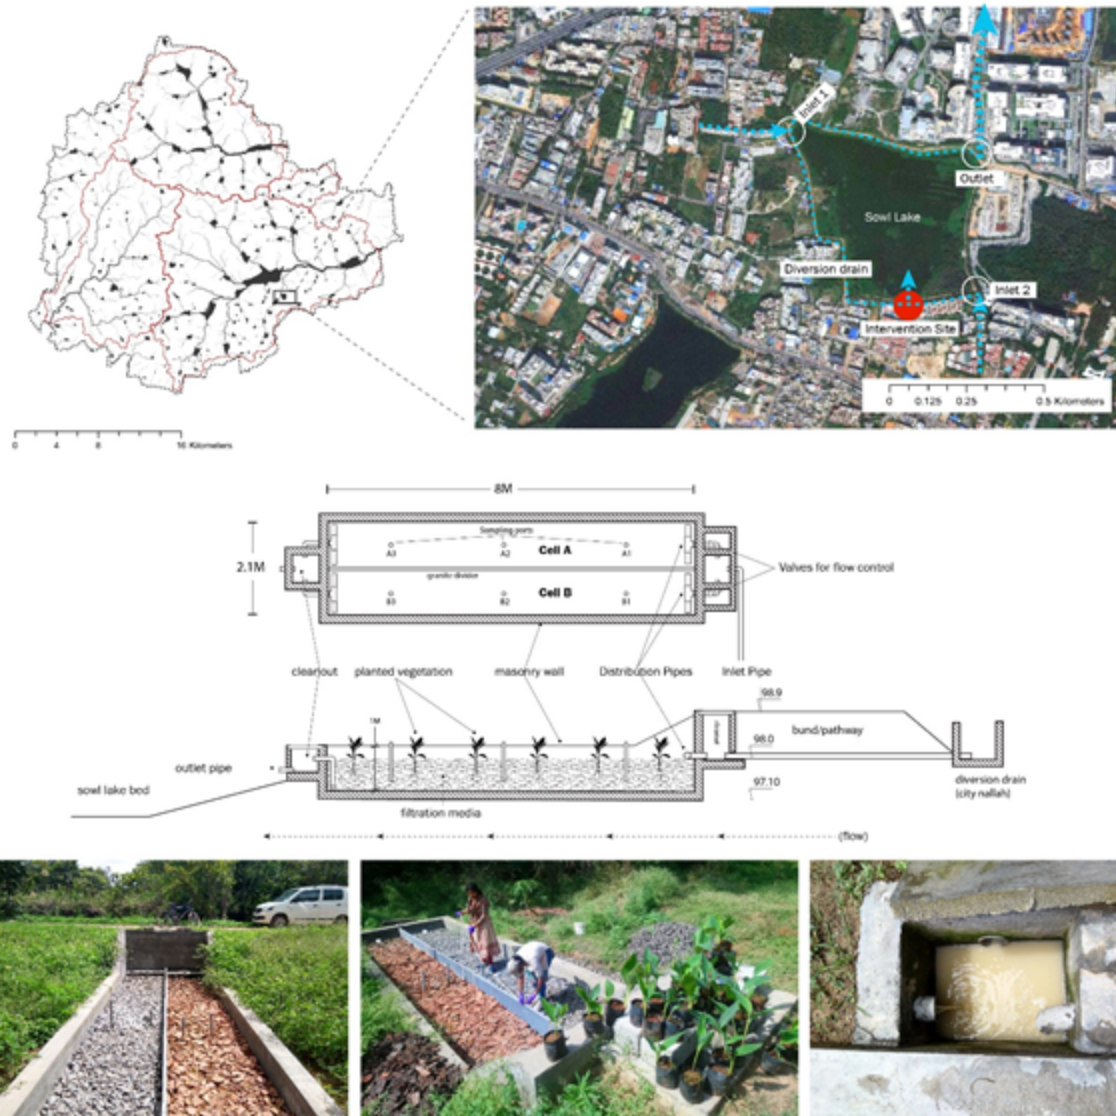 0 4 8 16 Kilometers
Inlet 1
Outlet
Sowl Lake
Diversion drain
Inlet 2
Intervention Site
0 0.125 0.25 0.5 Kilometers
8M
2.1M
Sampling ports
A3 A2 Cell A A1
granite divider
B3 B2 Cell B B1
Valves for flow control
cleanout planted vegetation masonry wall Distribution Pipes Inlet Pipe
98.9
1M
98.0
bund/pathway
outlet pipe
97.10
sowl lake bed
diversion drain
(city nallah)
filtration media
(flow)